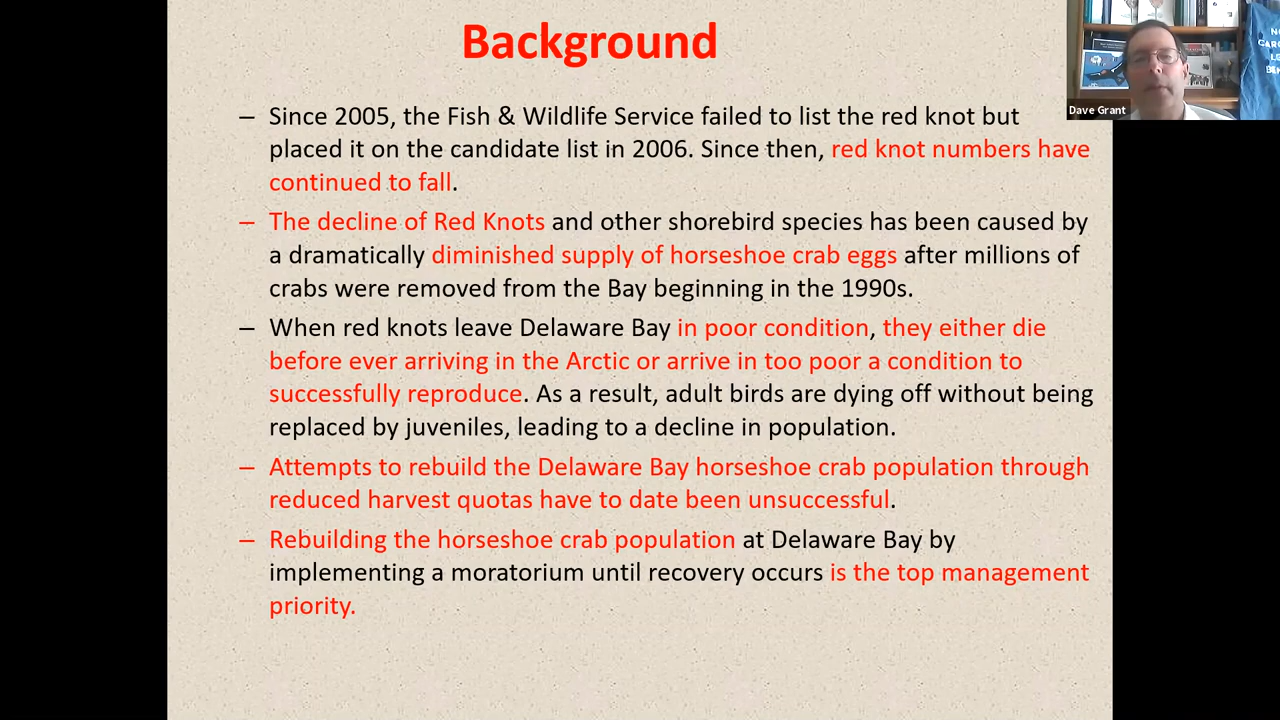 Background
– Since 2005, the Fish & Wildlife Service failed to list the red knot but
placed it on the candidate list in 2006. Since then, red knot numbers have
continued to fall.
– The decline of Red Knots and other shorebird species has been caused by
a dramatically diminished supply of horseshoe crab eggs after millions of
crabs were removed from the Bay beginning in the 1990s.
– When red knots leave Delaware Bay in poor condition, they either die
before ever arriving in the Arctic or arrive in too poor a condition to
successfully reproduce. As a result, adult birds are dying off without being
replaced by juveniles, leading to a decline in population.
– Attempts to rebuild the Delaware Bay horseshoe crab population through
reduced harvest quotas have to date been unsuccessful.
– Rebuilding the horseshoe crab population at Delaware Bay by
implementing a moratorium until recovery occurs is the top management
priority.
Dave Grant